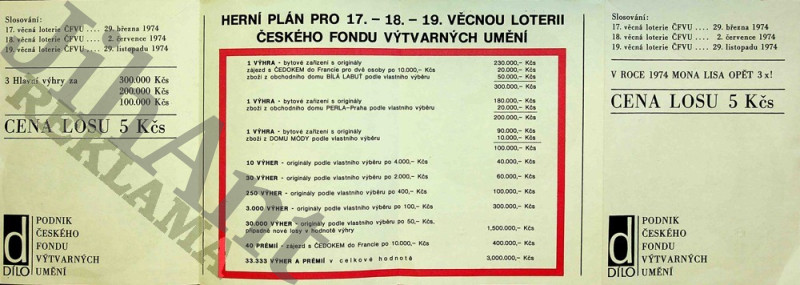 Slosování:
17. věcná loterie ČFVU . . . . 29. března 1974
18. věcná loterie ČFVU . . . . 2. července 1974
19. věcná loterie ČFVU . . 29. listopadu 1974
3 Hlavní výhry za 300.000 Kčs
200.000 Kčs
100.000 Kčs
CENA LOSU 5 Kčs
d
DÍLO
PODNIK
ČESKÉHO
FONDU
VÝTVARNÝCH
UMĚNÍ
HERNÍ PLÁN PRO 17. – 18. – 19. VĚCNOU LOTERII
ČESKÉHO FONDU VÝTVARNÝCH UMĚNÍ
1 VÝHRA - bytové zařízení s originály 230.000,– Kčs
zájezd s ČEDOKEM do Francie pro dvě osoby po 10.000,– Kčs 20.000,– Kčs
zboží z obchodního domu BÍLÁ LABUŤ podle vlastního výběru 50.000,– Kčs
300.000,– Kčs
1 VÝHRA - bytové zařízení s originály 180.000,– Kčs
zboží z obchodního domu PERLA-Praha podle vlastního výběru 20.000,– Kčs
200.000,– Kčs
1 VÝHRA - bytové zařízení s originály 90.000,– Kčs
zboží z DOMU MÓDY podle vlastního výběru 10.000,– Kčs
100.000,– Kčs
10 VÝHER - originály podle vlastního výběru po 4.000,– Kčs 40.000,– Kčs
30 VÝHER - originály podle vlastního výběru po 2.000,– Kčs 60.000,– Kčs
250 VÝHER - originály podle vlastního výběru po 400,– Kčs 100.000,– Kčs
3.000 VÝHER - originály podle vlastního výběru po 100,– Kčs 300.000,– Kčs
30.000 VÝHER - originály podle vlastního výběru po 50,– Kčs,
případně nové losy v hodnotě výhry 1,500.000,– Kčs
40 PRÉMIÍ - zájezd s ČEDOKEM do Francie po 10.000,– Kčs 400.000,– Kčs
33.333 VÝHER A PRÉMIÍ v celkové hodnotě 3,000.000,– Kčs
Slosování:
17. věcná loterie ČFVU . . . . 29. března 1974
18. věcná loterie ČFVU . . . . 2. července 1974
19. věcná loterie ČFVU . . 29. listopadu 1974
V ROCE 1974 MONA LISA OPĚT 3 x!
CENA LOSU 5 Kčs
d
DÍLO
PODNIK
ČESKÉHO
FONDU
VÝTVARNÝCH
UMĚNÍ
JihAnt
REKLAMA